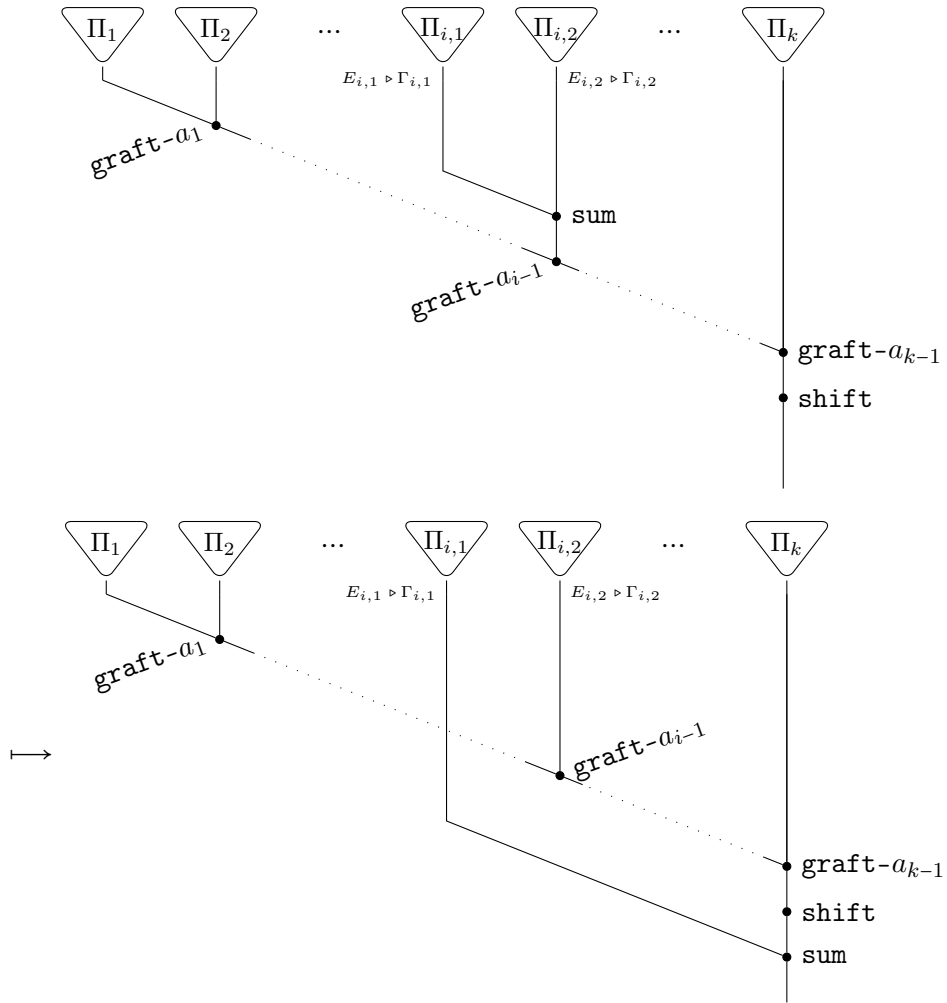 Π₁ Π₂ ... Πᵢ,₁ Πᵢ,₂ ... Πₖ
Eᵢ,₁ ▹ Γᵢ,₁ Eᵢ,₂ ▹ Γᵢ,₂
graft-a₁
sum
graft-aᵢ₋₁
graft-aₖ₋₁
shift
Π₁ Π₂ ... Πᵢ,₁ Πᵢ,₂ ... Πₖ
Eᵢ,₁ ▹ Γᵢ,₁ Eᵢ,₂ ▹ Γᵢ,₂
graft-a₁
graft-aᵢ₋₁
⟼
graft-aₖ₋₁
shift
sum